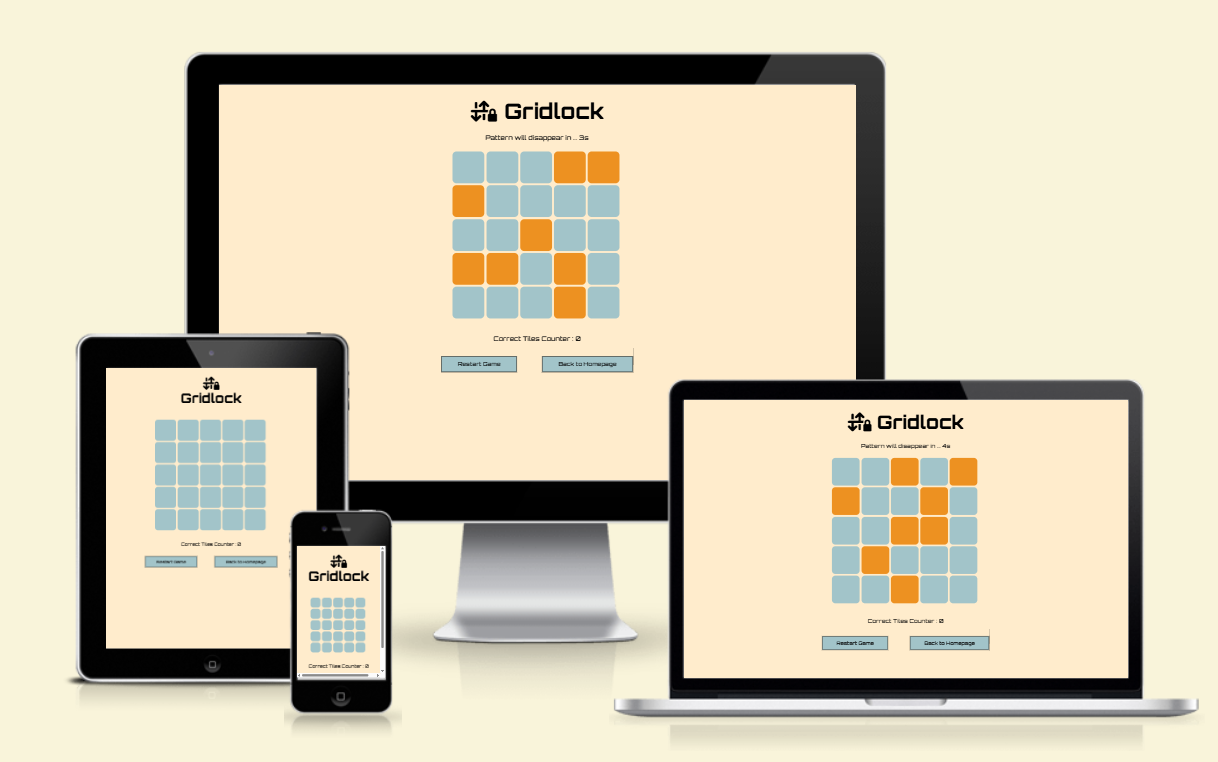 Gridlock
Pattern will disappear in ... 3s
Correct Tiles Counter : 0
Restart Game
Back to Homepage
Gridlock
Correct Tiles Counter : 0
Restart Game
Back to Homepage
Gridlock
Correct Tiles Counter : 0
Gridlock
Pattern will disappear in ... 4s
Correct Tiles Counter : 0
Restart Game
Back to Homepage